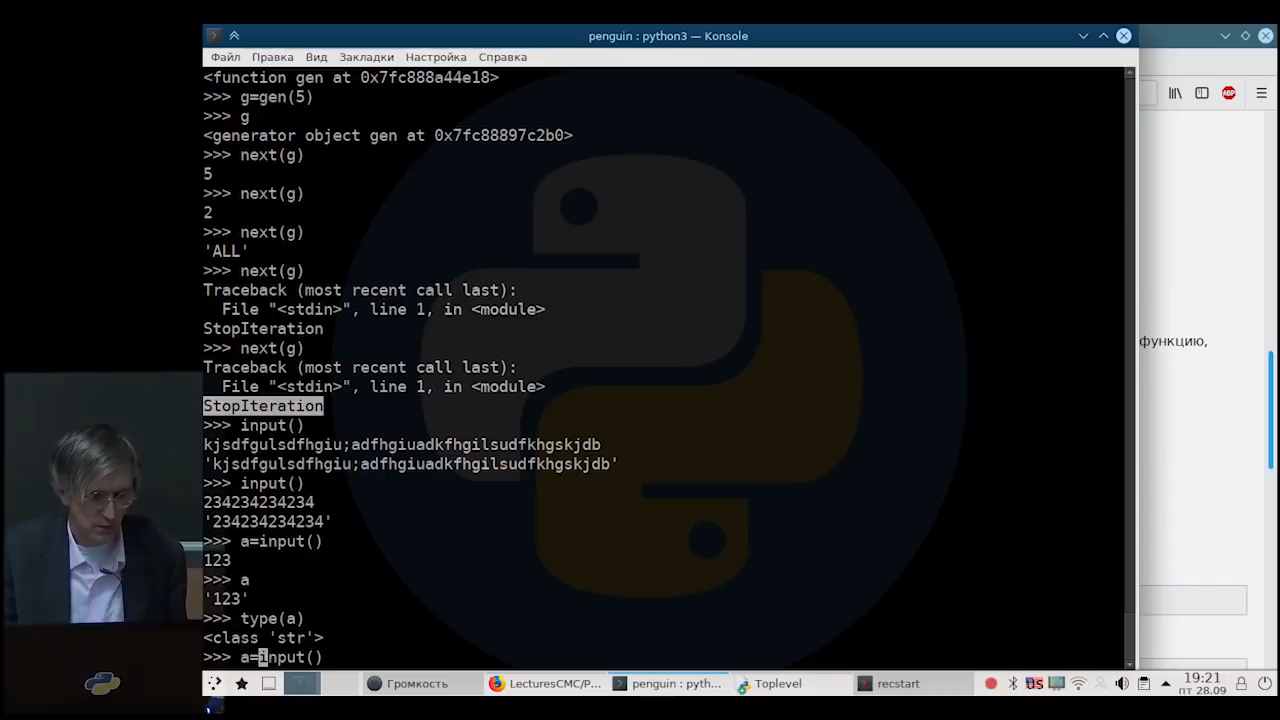 penguin : python3 — Konsole
Файл Правка Вид Закладки Настройка Справка
<function gen at 0x7fc888a44e18>
>>> g=gen(5)
>>> g
<generator object gen at 0x7fc88897c2b0>
>>> next(g)
5
>>> next(g)
2
>>> next(g)
'ALL'
>>> next(g)
Traceback (most recent call last):
  File "<stdin>", line 1, in <module>
StopIteration
>>> next(g)
Traceback (most recent call last):
  File "<stdin>", line 1, in <module>
StopIteration
>>> input()
kjsdfgulsdfhgiu;adfhgiuadkfhgilsudfkhgskjdb
'kjsdfgulsdfhgiu;adfhgiuadkfhgilsudfkhgskjdb'
>>> input()
234234234234
'234234234234'
>>> a=input()
123
>>> a
'123'
>>> type(a)
<class 'str'>
>>> a=input()
ABP
функцию,
Громкость
LecturesCMC/P...
penguin : pyth...
Toplevel
recstart
US
19:21
пт 28.09